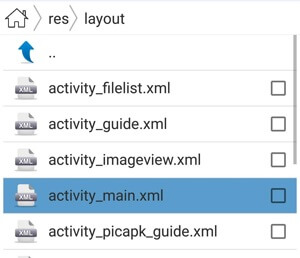 res layout
..
XML activity_filelist.xml
XML activity_guide.xml
XML activity_imageview.xml
XML activity_main.xml
XML activity_picapk_guide.xml